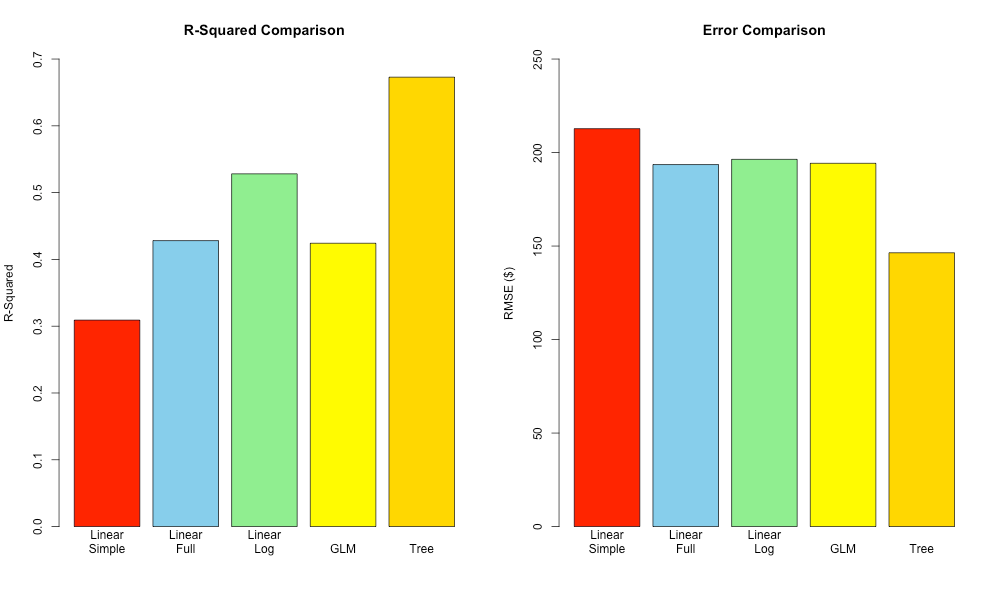 R-Squared Comparison
R-Squared
0.7
0.6
0.5
0.4
0.3
0.2
0.1
0.0
Linear
Simple
Linear
Full
Linear
Log
GLM
Tree
Error Comparison
RMSE ($)
250
200
150
100
50
0
Linear
Simple
Linear
Full
Linear
Log
GLM
Tree